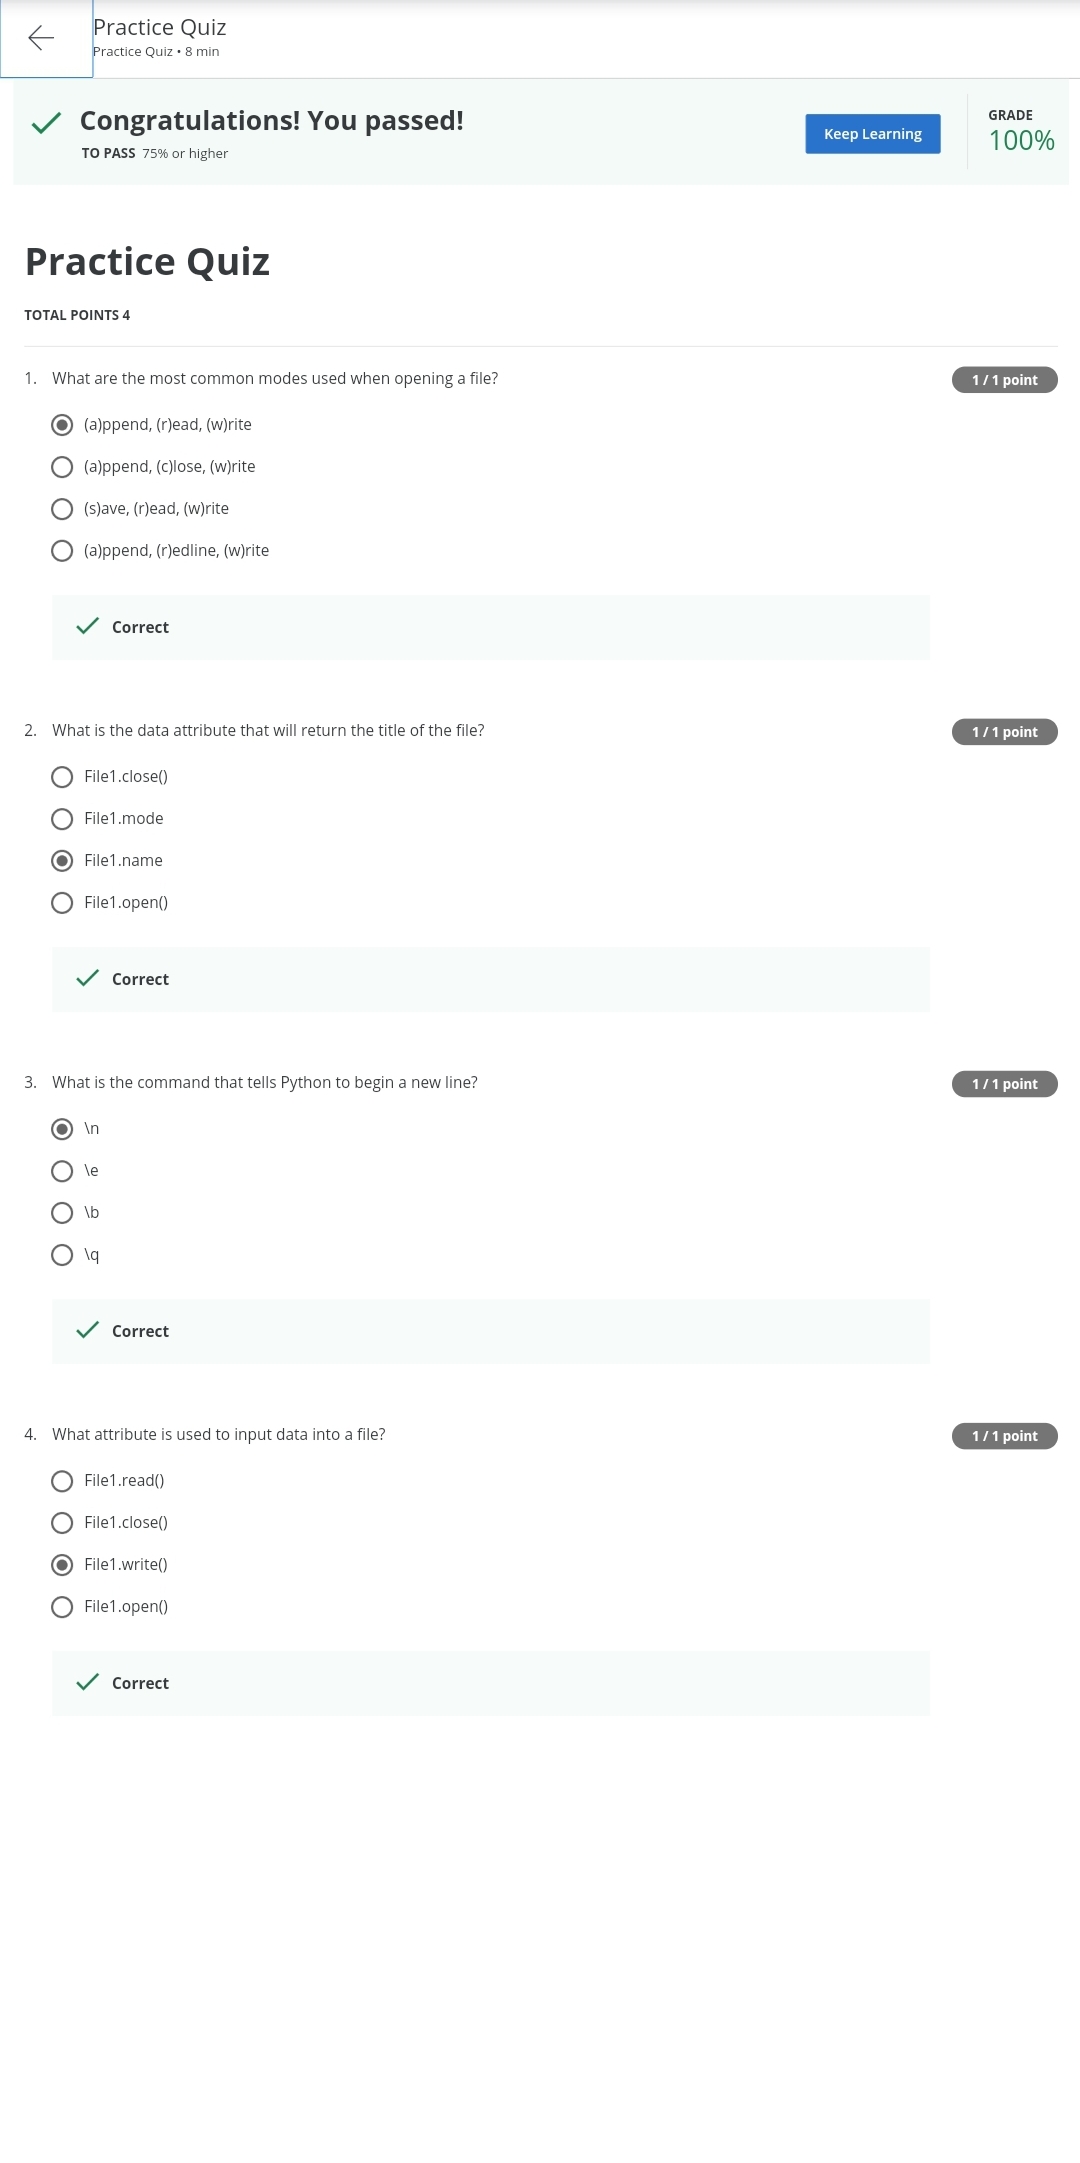 Practice Quiz
Practice Quiz • 8 min
Congratulations! You passed!
TO PASS 75% or higher
Keep Learning
GRADE
100%
Practice Quiz
TOTAL POINTS 4
1. What are the most common modes used when opening a file?
1 / 1 point
(a)ppend, (r)ead, (w)rite
(a)ppend, (c)lose, (w)rite
(s)ave, (r)ead, (w)rite
(a)ppend, (r)edline, (w)rite
Correct
2. What is the data attribute that will return the title of the file?
1 / 1 point
File1.close()
File1.mode
File1.name
File1.open()
Correct
3. What is the command that tells Python to begin a new line?
1 / 1 point
\n
\e
\b
\q
Correct
4. What attribute is used to input data into a file?
1 / 1 point
File1.read()
File1.close()
File1.write()
File1.open()
Correct